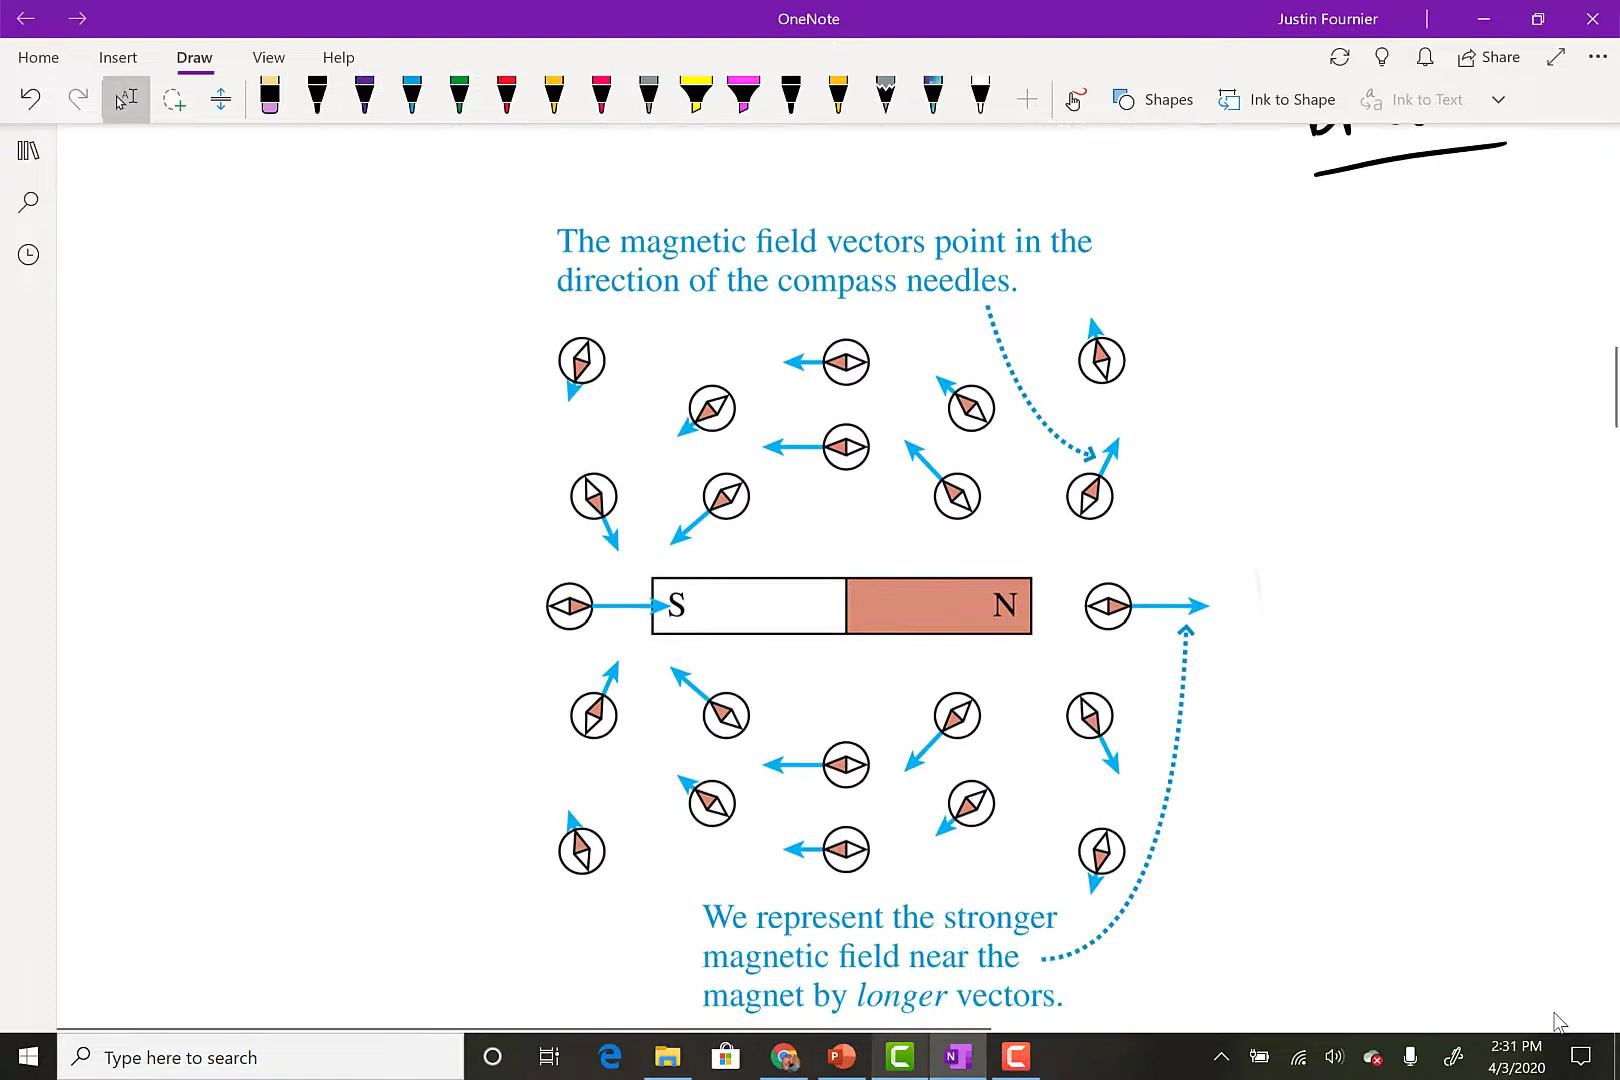 OneNote
Justin Fournier
Home Insert Draw View Help
Share
Shapes
Ink to Shape
Ink to Text
The magnetic field vectors point in the
direction of the compass needles.
S
N
We represent the stronger
magnetic field near the
magnet by longer vectors.
Type here to search
2:31 PM
4/3/2020